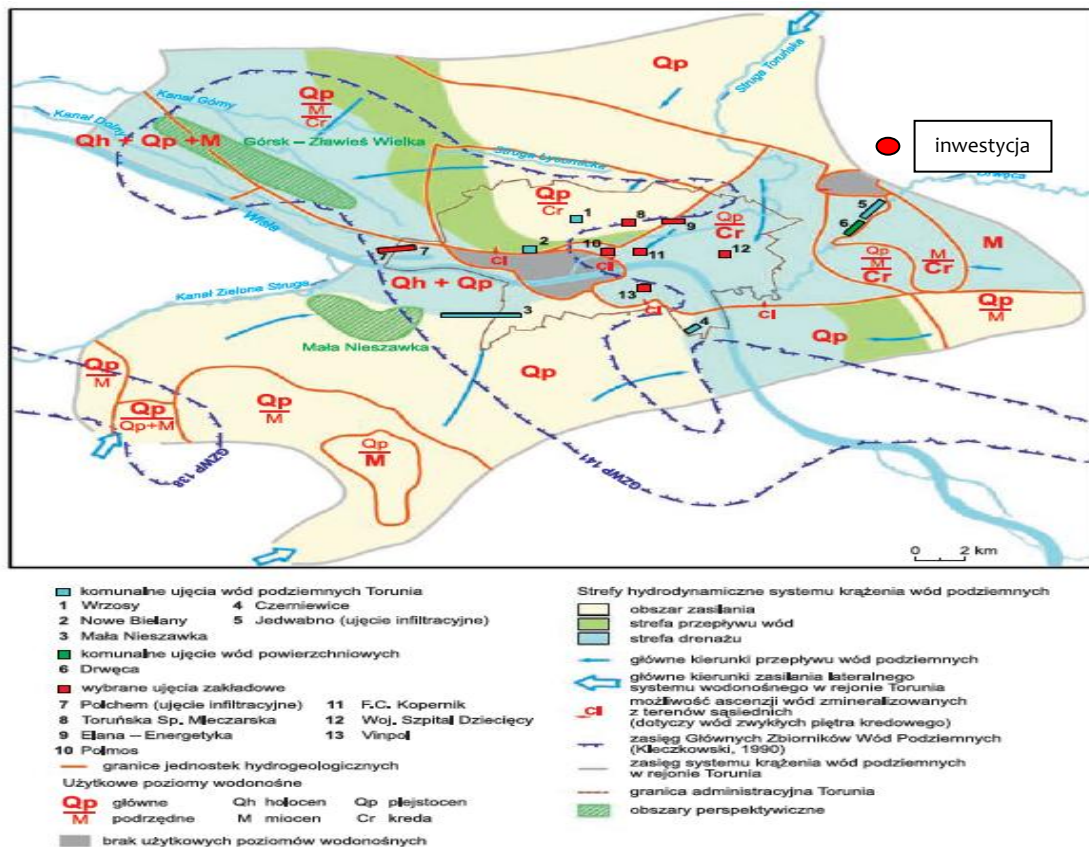 Qp
Struga Toruńska
inwestycja
Drwęca
Qp
M
Cr
Kanał Górny
Kanał Dolny
Qh + Qp +M
Górsk – Zławieś Wielka
Struga Łysomicka
Wisła
Qp
Cr
1
8
9
Qp
Cr
5
6
2
10
11
12
cl
cl
7
7
Qp
M
Cr
M
Cr
M
Qh + Qp
Kanał Zielona Struga
3
13
cl
cl
4
Mała Nieszawka
Qp
Qp
Qp
M
Qp
M
Qp
M
Qp
Qp+M
Qp
M
GZWP 138
GZWP 141
0 2 km
komunalne ujęcia wód podziemnych Torunia
1 Wrzosy 4 Czerniewice
2 Nowe Bielany 5 Jedwabno (ujęcie infiltracyjne)
3 Mała Nieszawka
komunalne ujęcie wód powierzchniowych
6 Drwęca
wybrane ujęcia zakładowe
7 Polchem (ujęcie infiltracyjne) 11 F.C. Kopernik
8 Toruńska Sp. Mleczarska 12 Woj. Szpital Dziecięcy
9 Elana – Energetyka 13 Vinpol
10 Polmos
granice jednostek hydrogeologicznych
Użytkowe poziomy wodonośne
Qp główne Qh holocen Qp plejstocen
M podrzędne M miocen Cr kreda
brak użytkowych poziomów wodonośnych
Strefy hydrodynamiczne systemu krążenia wód podziemnych
obszar zasilania
strefa przepływu wód
strefa drenażu
główne kierunki przepływu wód podziemnych
główne kierunki zasilania lateralnego
systemu wodonośnego w rejonie Torunia
cl możliwość ascenzji wód zmineralizowanych
z terenów sąsiednich
(dotyczy wód zwykłych piętra kredowego)
zasięg Głównych Zbiorników Wód Podziemnych
(Kleczkowski, 1990)
zasięg systemu krążenia wód podziemnych
w rejonie Torunia
granica administracyjna Torunia
obszary perspektywiczne